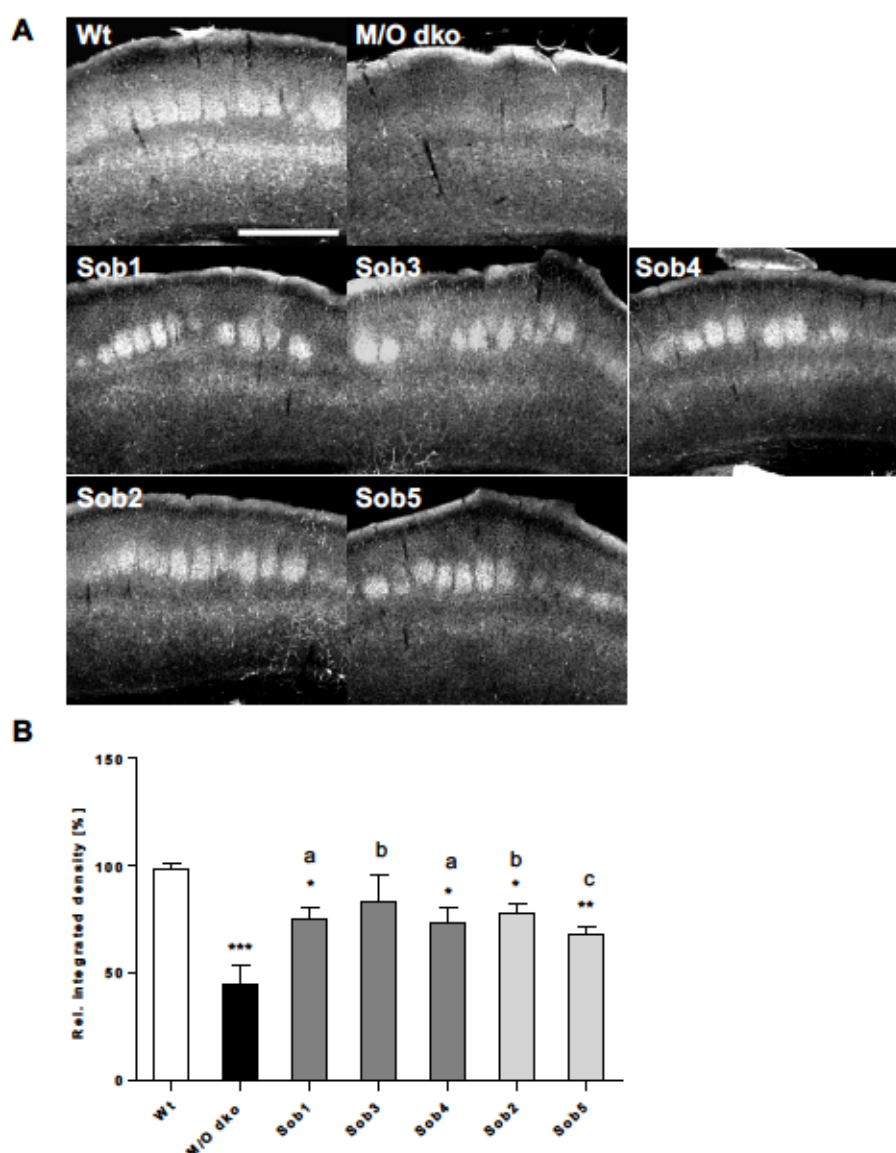 A
Wt
M/O dko
Sob1
Sob3
Sob4
Sob2
Sob5
B
Rel. integrated density [%]
150
100
50
0
***
a
*
b
a
*
b
*
c
**
Wt
M/O dko
Sob1
Sob3
Sob4
Sob2
Sob5